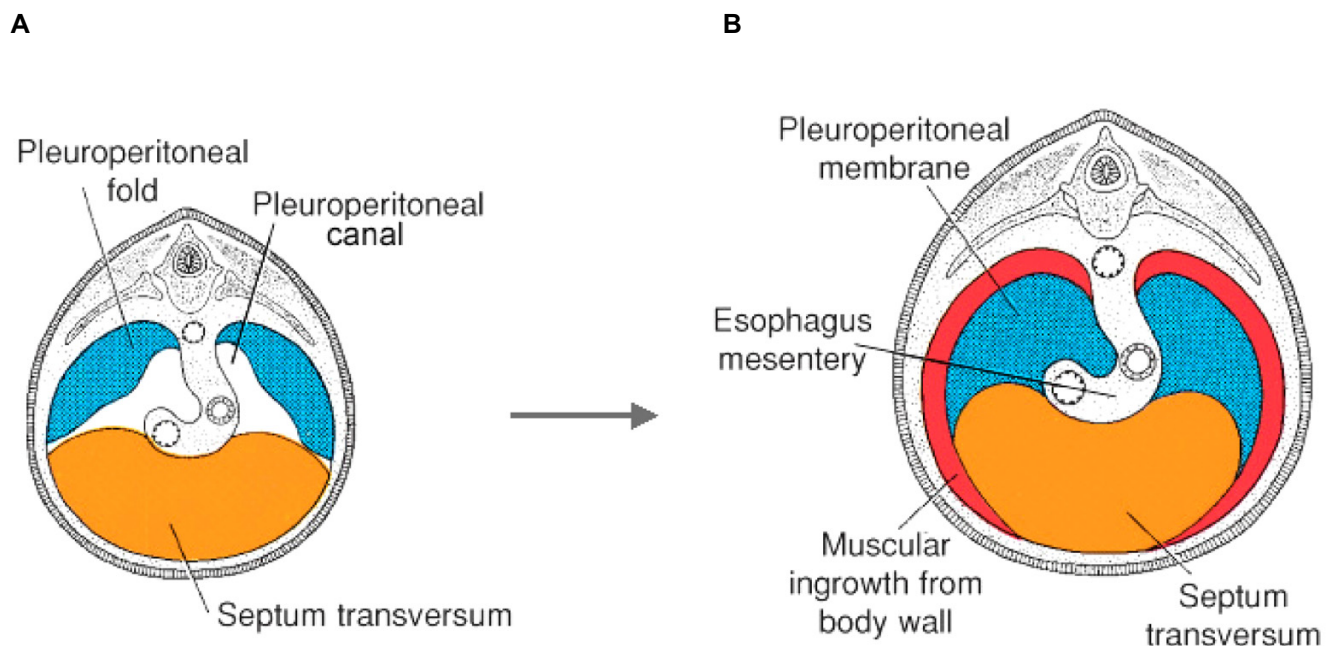 A
B
Pleuroperitoneal
fold
Pleuroperitoneal
canal
Septum transversum
Pleuroperitoneal
membrane
Esophagus
mesentery
Muscular
ingrowth from
body wall
Septum
transversum